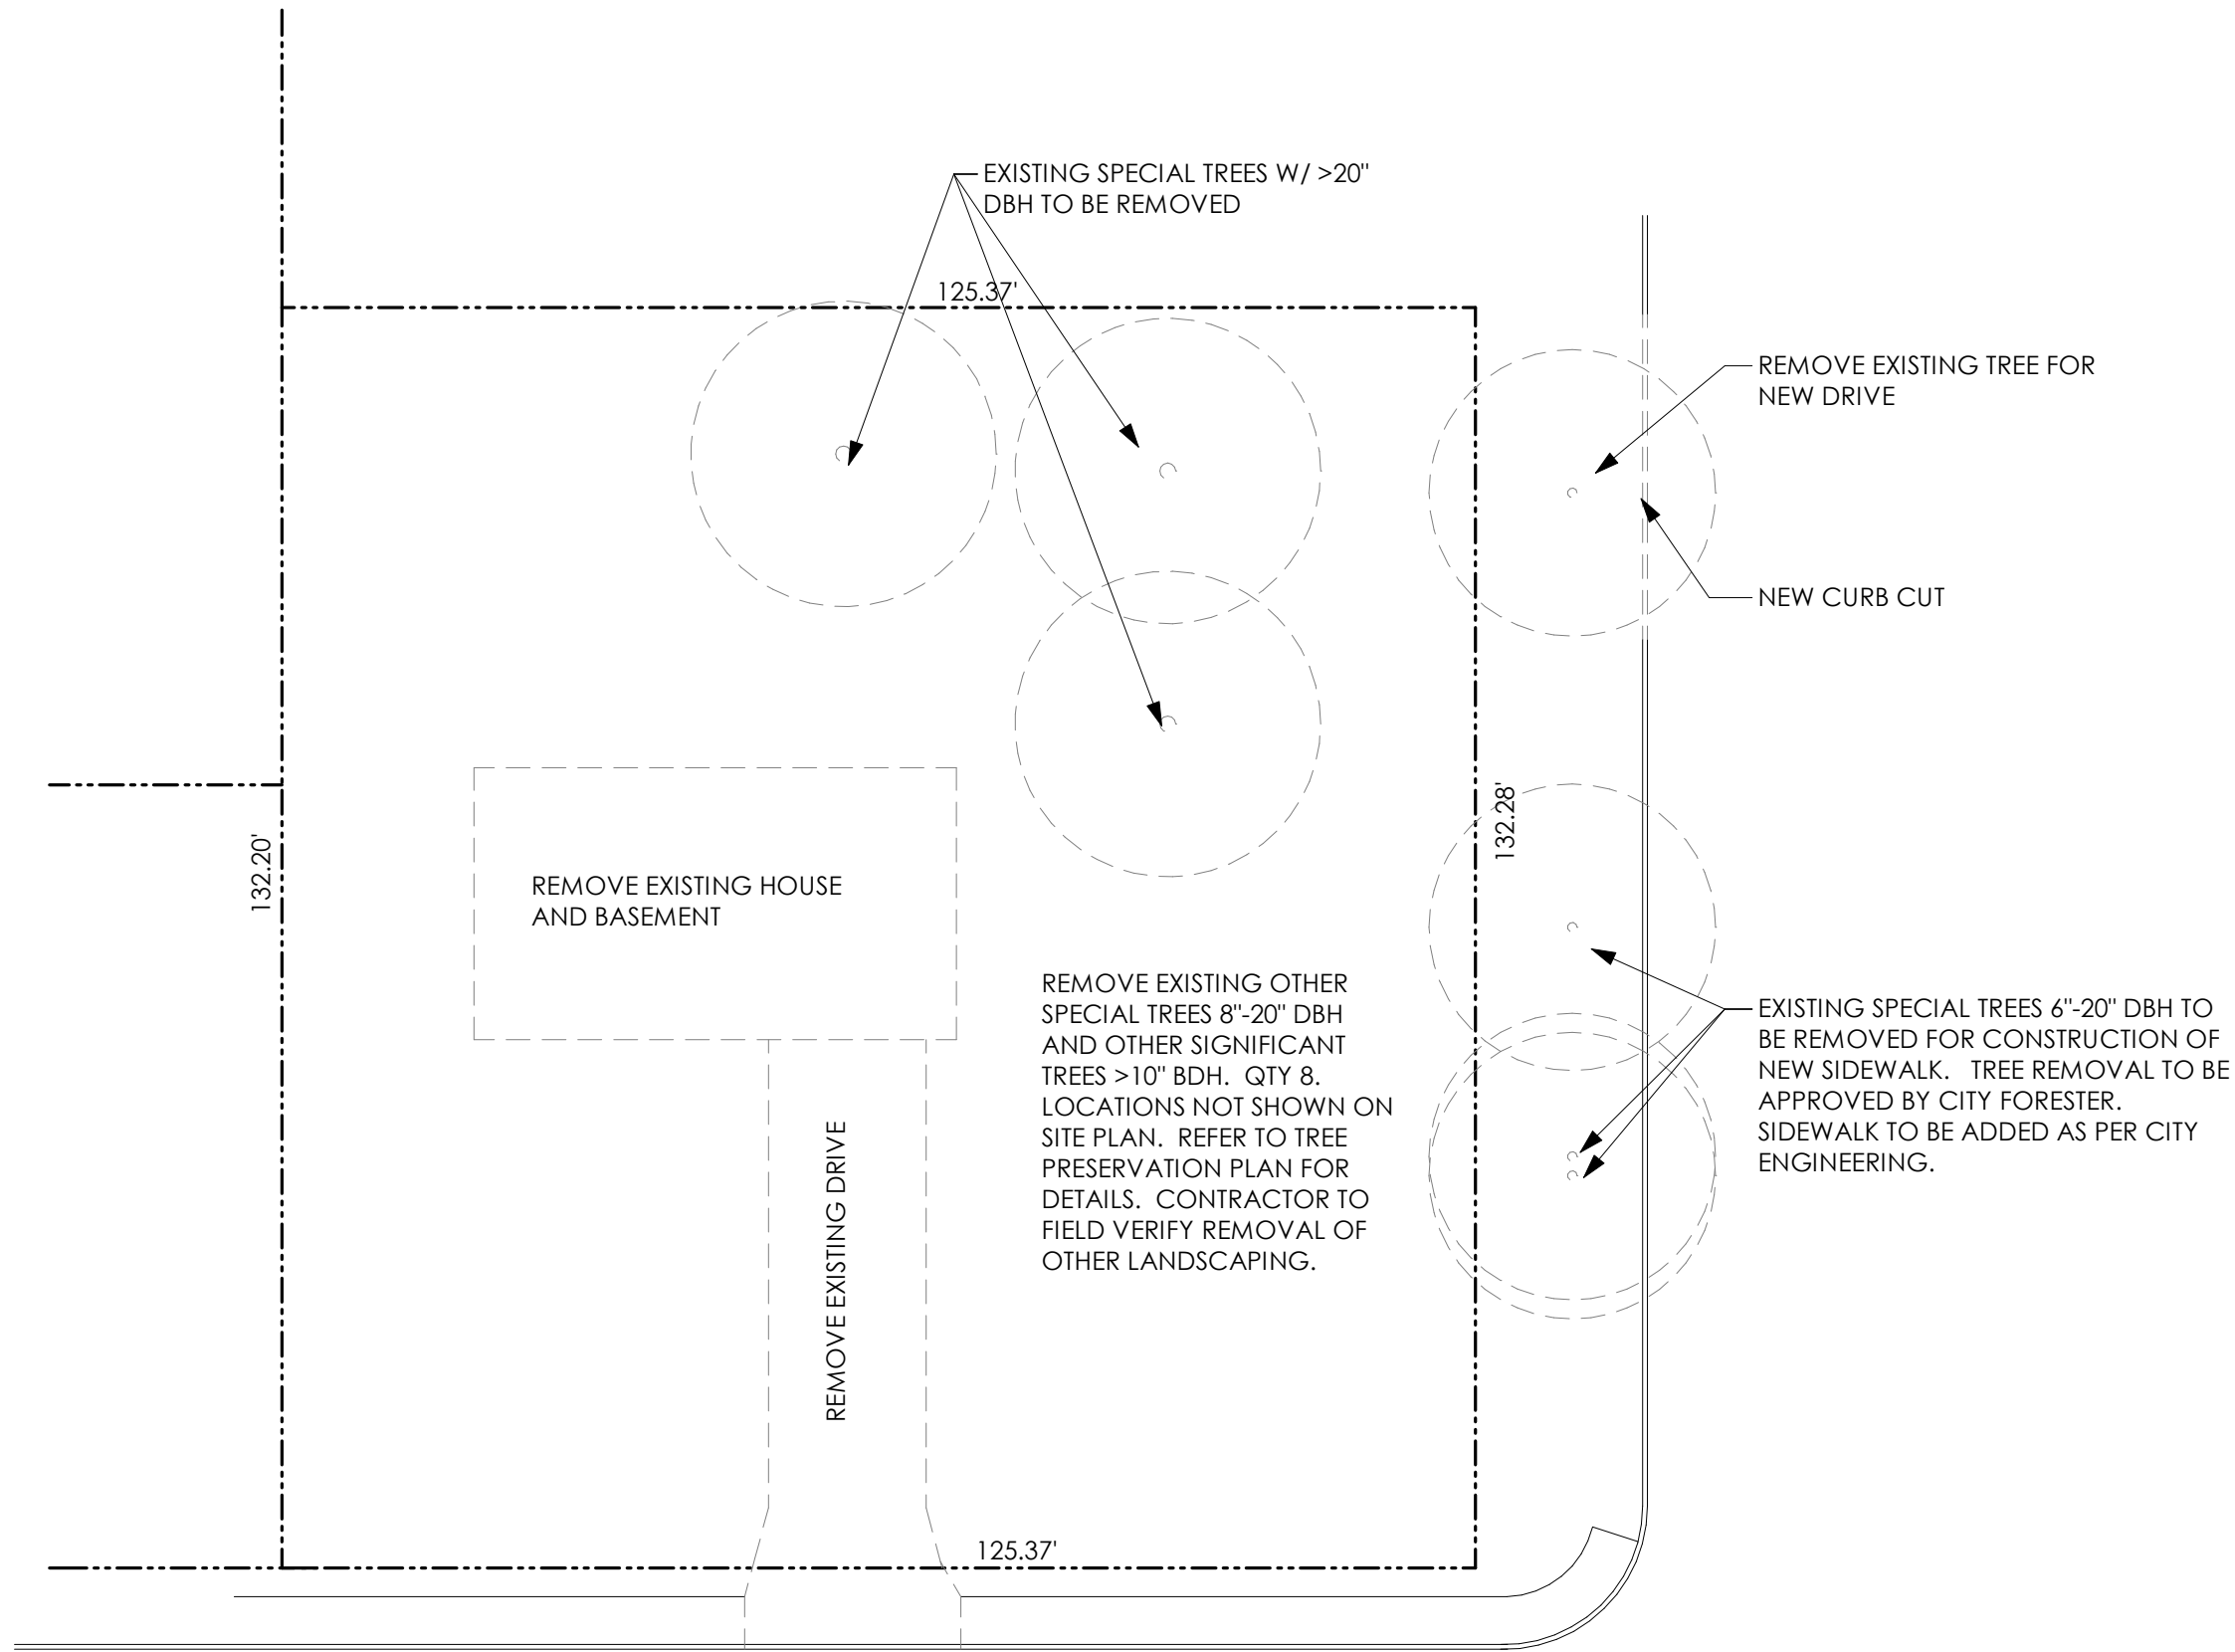 EXISTING SPECIAL TREES W/ >20"
DBH TO BE REMOVED
125.37'
REMOVE EXISTING TREE FOR
NEW DRIVE
NEW CURB CUT
132.28'
132.20'
REMOVE EXISTING HOUSE
AND BASEMENT
REMOVE EXISTING OTHER
SPECIAL TREES 8"-20" DBH
AND OTHER SIGNIFICANT
TREES >10" BDH.  QTY 8.
LOCATIONS NOT SHOWN ON
SITE PLAN.  REFER TO TREE
PRESERVATION PLAN FOR
DETAILS.  CONTRACTOR TO
FIELD VERIFY REMOVAL OF
OTHER LANDSCAPING.
EXISTING SPECIAL TREES 6"-20" DBH TO
BE REMOVED FOR CONSTRUCTION OF
NEW SIDEWALK.   TREE REMOVAL TO BE
APPROVED BY CITY FORESTER.
SIDEWALK TO BE ADDED AS PER CITY
ENGINEERING.
REMOVE EXISTING DRIVE
125.37'